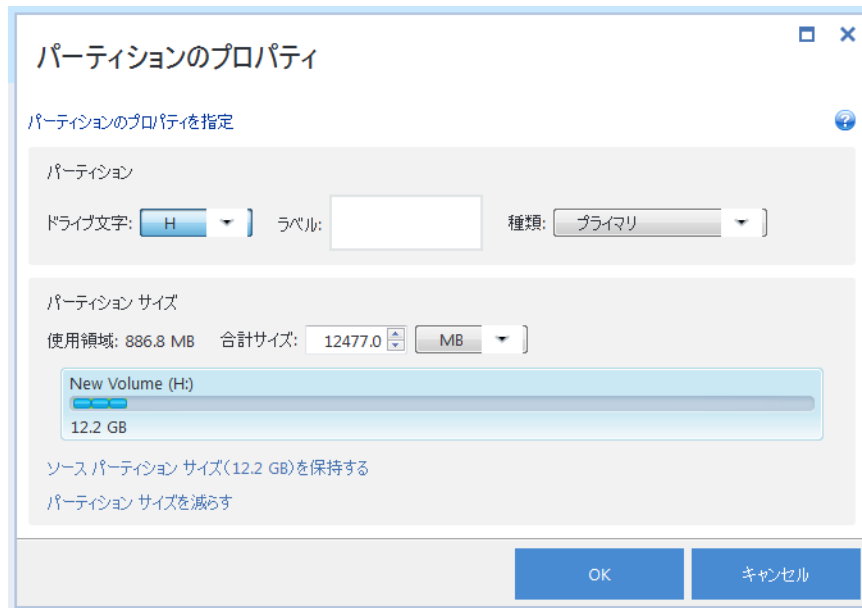 パーティションのプロパティ
パーティションのプロパティを指定
パーティション
ドライブ文字: H ラベル: 種類: プライマリ
パーティション サイズ
使用領域: 886.8 MB 合計サイズ: 12477.0 MB
New Volume (H:)
12.2 GB
ソース パーティション サイズ(12.2 GB)を保持する
パーティション サイズを減らす
OK キャンセル